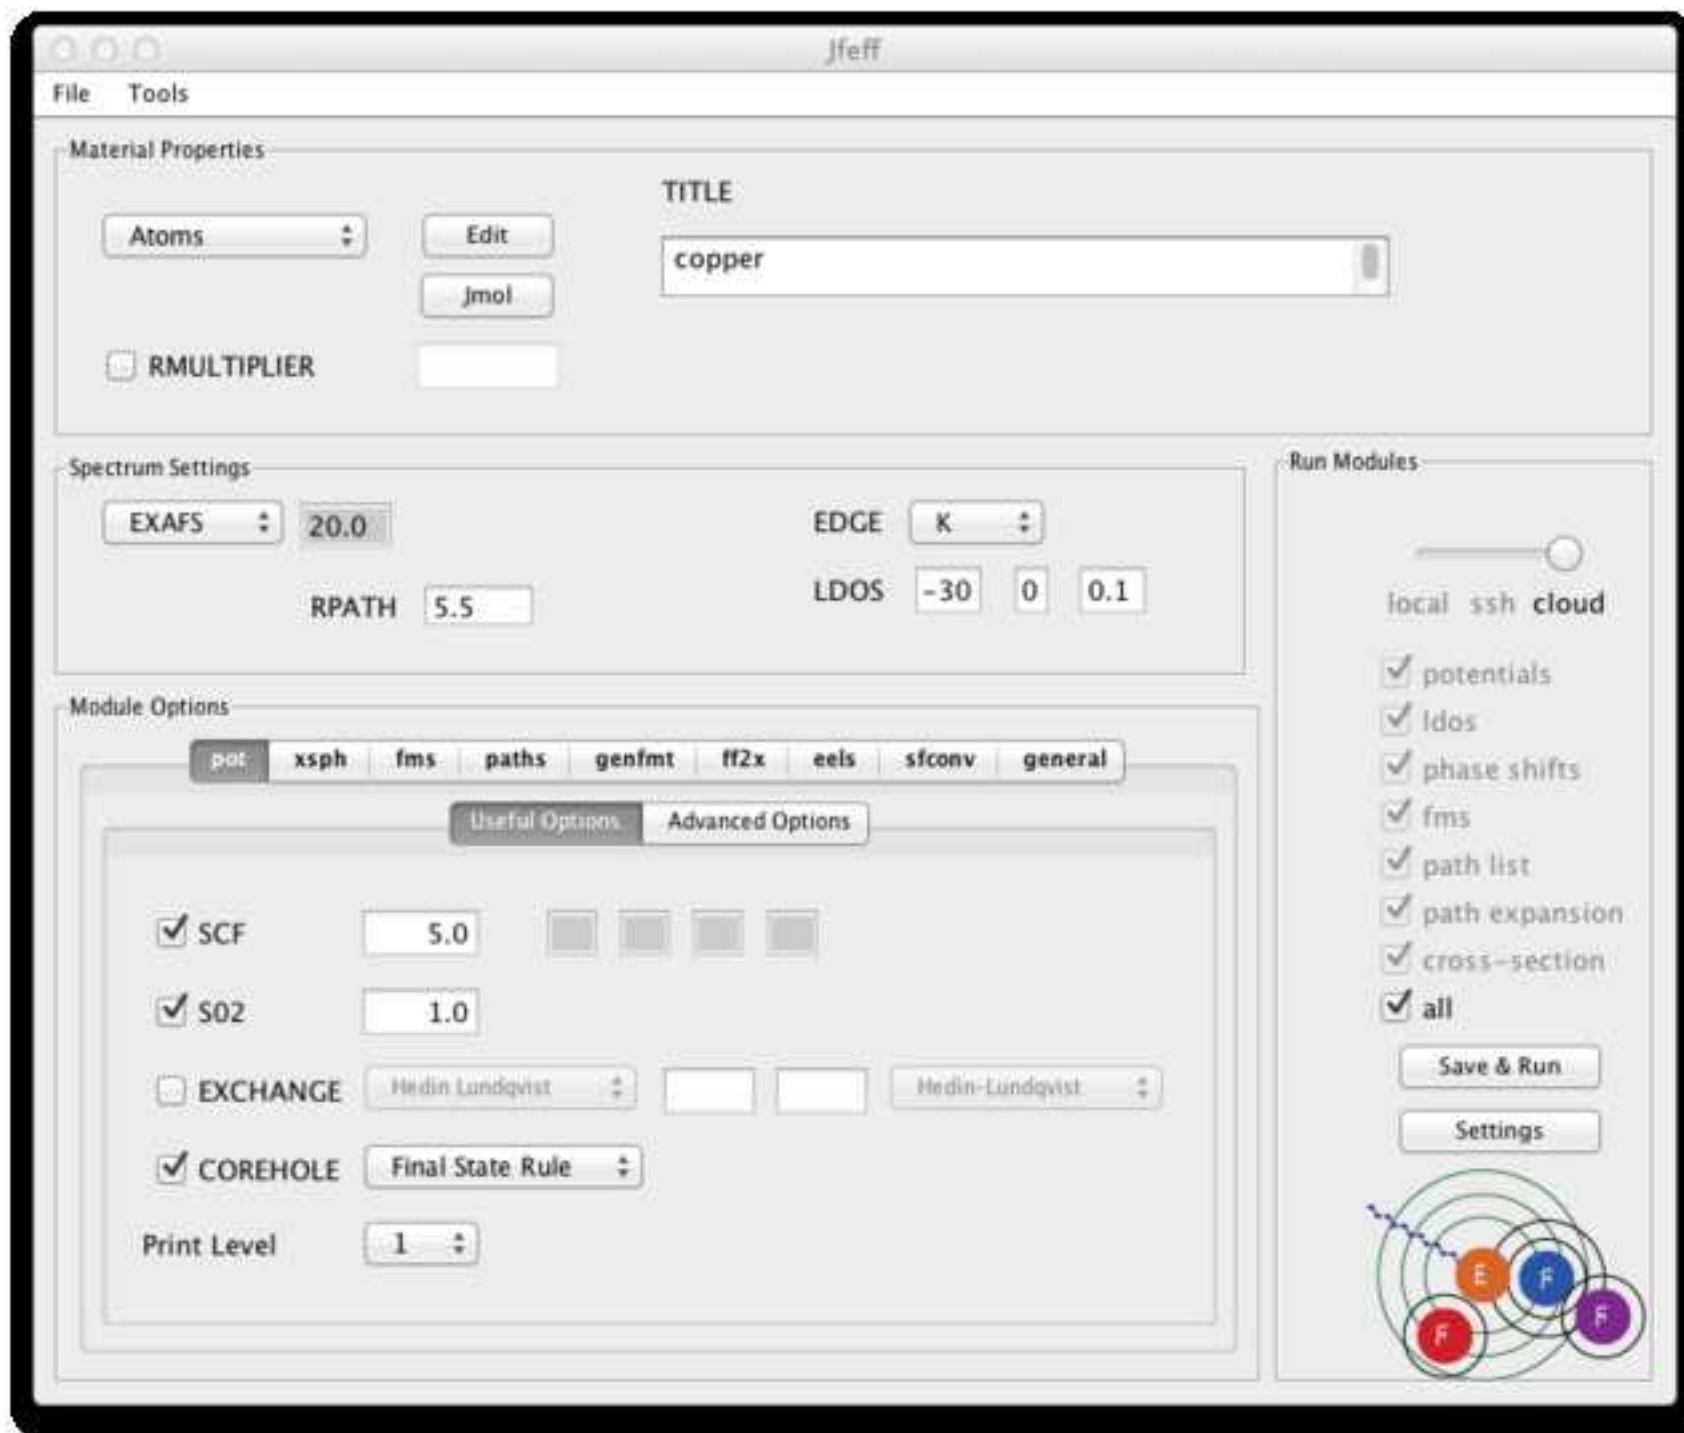 Jfeff
File Tools
Material Properties
TITLE
Atoms Edit
copper
Jmol
RMULTIPLIER
Spectrum Settings
EXAFS 20.0 EDGE K
RPATH 5.5 LDOS -30 0 0.1
Run Modules
local ssh cloud
potentials
ldos
phase shifts
fms
path list
path expansion
cross-section
all
Save & Run
Settings
E F
F F
Module Options
pot xsph fms paths genfmt ff2x eels sfconv general
Useful Options Advanced Options
SCF 5.0
S02 1.0
EXCHANGE Hedin Lundqvist Hedin-Lundqvist
COREHOLE Final State Rule
Print Level 1